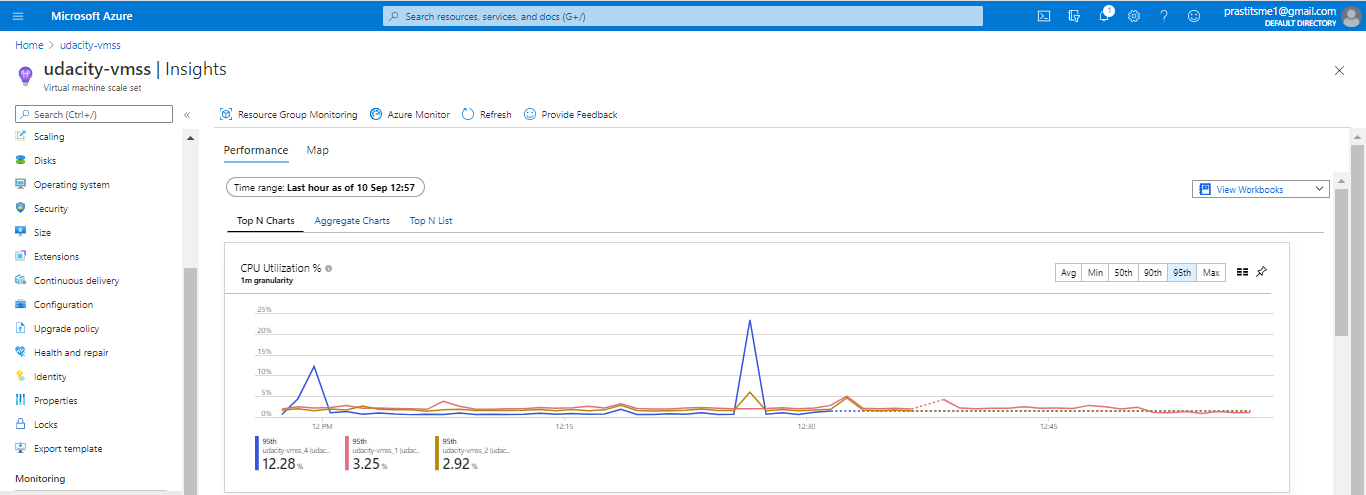 Microsoft Azure
Search resources, services, and docs (G+/)
1
prastitsme1@gmail.com
DEFAULT DIRECTORY
Home > udacity-vmss
udacity-vmss | Insights
Virtual machine scale set
Search (Ctrl+/)
«
Scaling
Disks
Operating system
Security
Size
Extensions
Continuous delivery
Configuration
Upgrade policy
Health and repair
Identity
Properties
Locks
Export template
Monitoring
Resource Group Monitoring
Azure Monitor
Refresh
Provide Feedback
Performance
Map
Time range: Last hour as of 10 Sep 12:57
View Workbooks
Top N Charts
Aggregate Charts
Top N List
CPU Utilization %
1m granularity
Avg
Min
50th
90th
95th
Max
25%
20%
15%
10%
5%
0%
12 PM
12:15
12:30
12:45
95th
udacity-vmss_4 (udac...
12.28 %
95th
udacity-vmss_1 (udac...
3.25 %
95th
udacity-vmss_2 (udac...
2.92 %